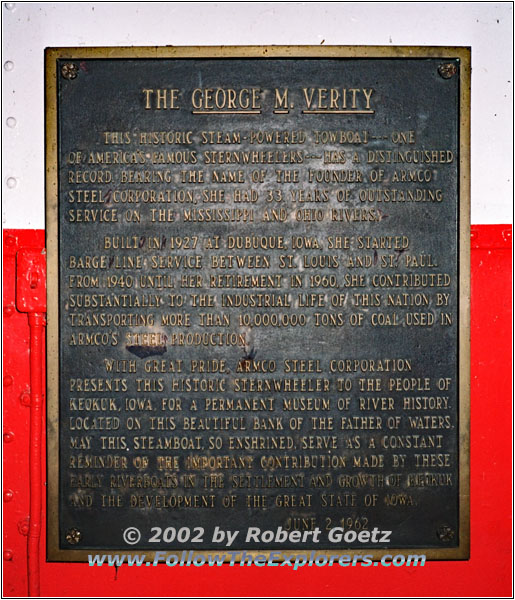 THE GEORGE M. VERITY
THIS HISTORIC STEAM-POWERED TOWBOAT--ONE
OF AMERICA'S FAMOUS STERNWHEELERS--HAS A DISTINGUISHED
RECORD. BEARING THE NAME OF THE FOUNDER OF ARMCO
STEEL CORPORATION, SHE HAD 33 YEARS OF OUTSTANDING
SERVICE ON THE MISSISSIPPI AND OHIO RIVERS.
BUILT IN 1927 AT DUBUQUE, IOWA, SHE STARTED
BARGE LINE SERVICE BETWEEN ST. LOUIS AND ST. PAUL.
FROM 1940 UNTIL HER RETIREMENT IN 1960, SHE CONTRIBUTED
SUBSTANTIALLY TO THE INDUSTRIAL LIFE OF THIS NATION BY
TRANSPORTING MORE THAN 10,000,000 TONS OF COAL USED IN
ARMCO'S STEEL PRODUCTION.
WITH GREAT PRIDE, ARMCO STEEL CORPORATION
PRESENTS THIS HISTORIC STERNWHEELER TO THE PEOPLE OF
KEOKUK, IOWA, FOR A PERMANENT MUSEUM OF RIVER HISTORY.
LOCATED ON THIS BEAUTIFUL BANK OF THE FATHER OF WATERS,
MAY THIS STEAMBOAT, SO ENSHRINED, SERVE AS A CONSTANT
REMINDER OF THE IMPORTANT CONTRIBUTION MADE BY THESE
EARLY RIVERBOATS IN THE SETTLEMENT AND GROWTH OF KEOKUK
AND THE DEVELOPMENT OF THE GREAT STATE OF IOWA.
JUNE 2, 1962
© 2002 by Robert Goetz
www.FollowTheExplorers.com